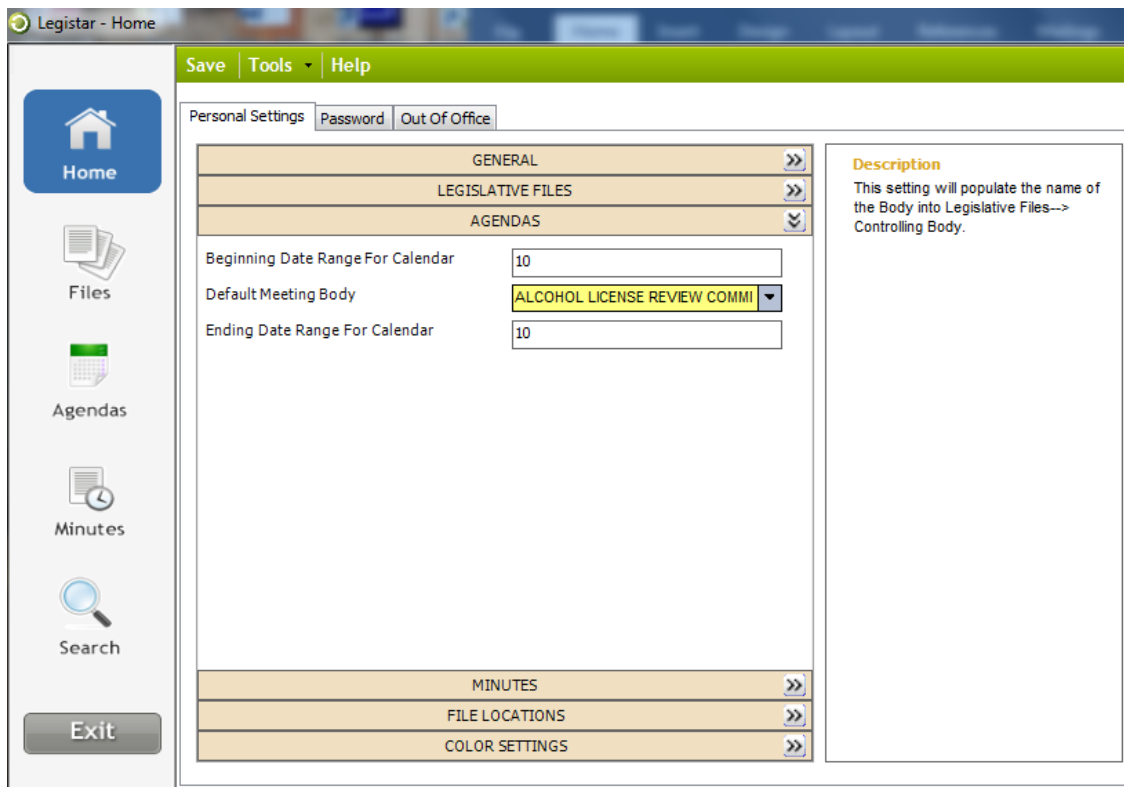 Legistar - Home
Save Tools Help
Home
Files
Agendas
Minutes
Search
Exit
Personal Settings Password Out Of Office
GENERAL
LEGISLATIVE FILES
AGENDAS
Beginning Date Range For Calendar 10
Default Meeting Body ALCOHOL LICENSE REVIEW COMMI
Ending Date Range For Calendar 10
MINUTES
FILE LOCATIONS
COLOR SETTINGS
Description
This setting will populate the name of
the Body into Legislative Files-->
Controlling Body.